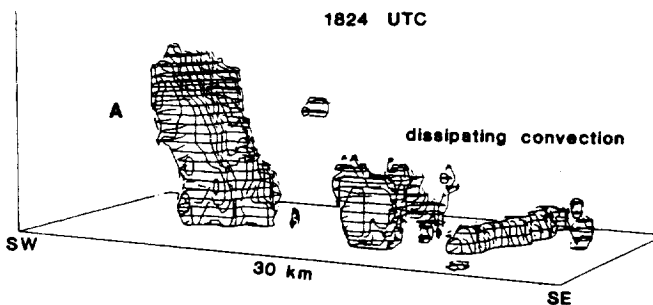 1824 UTC
A
dissipating convection
SW
30 km
SE